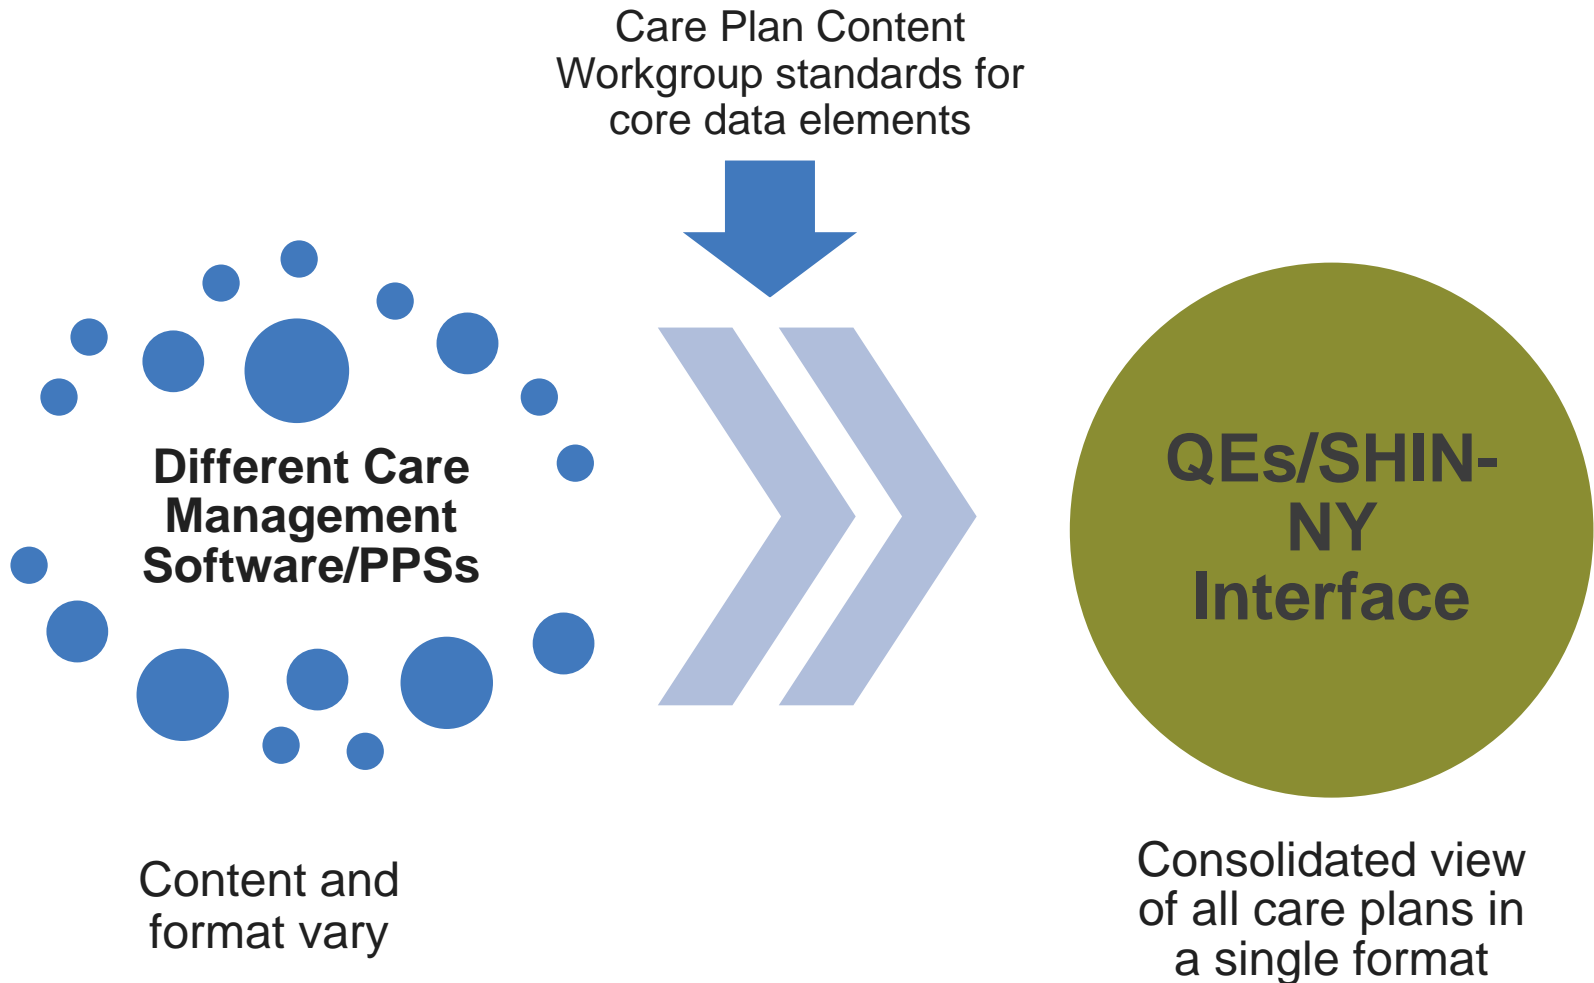 Care Plan Content
Workgroup standards for
core data elements
Different Care
Management
Software/PPSs
QEs/SHIN-
NY
Interface
Content and
format vary
Consolidated view
of all care plans in
a single format